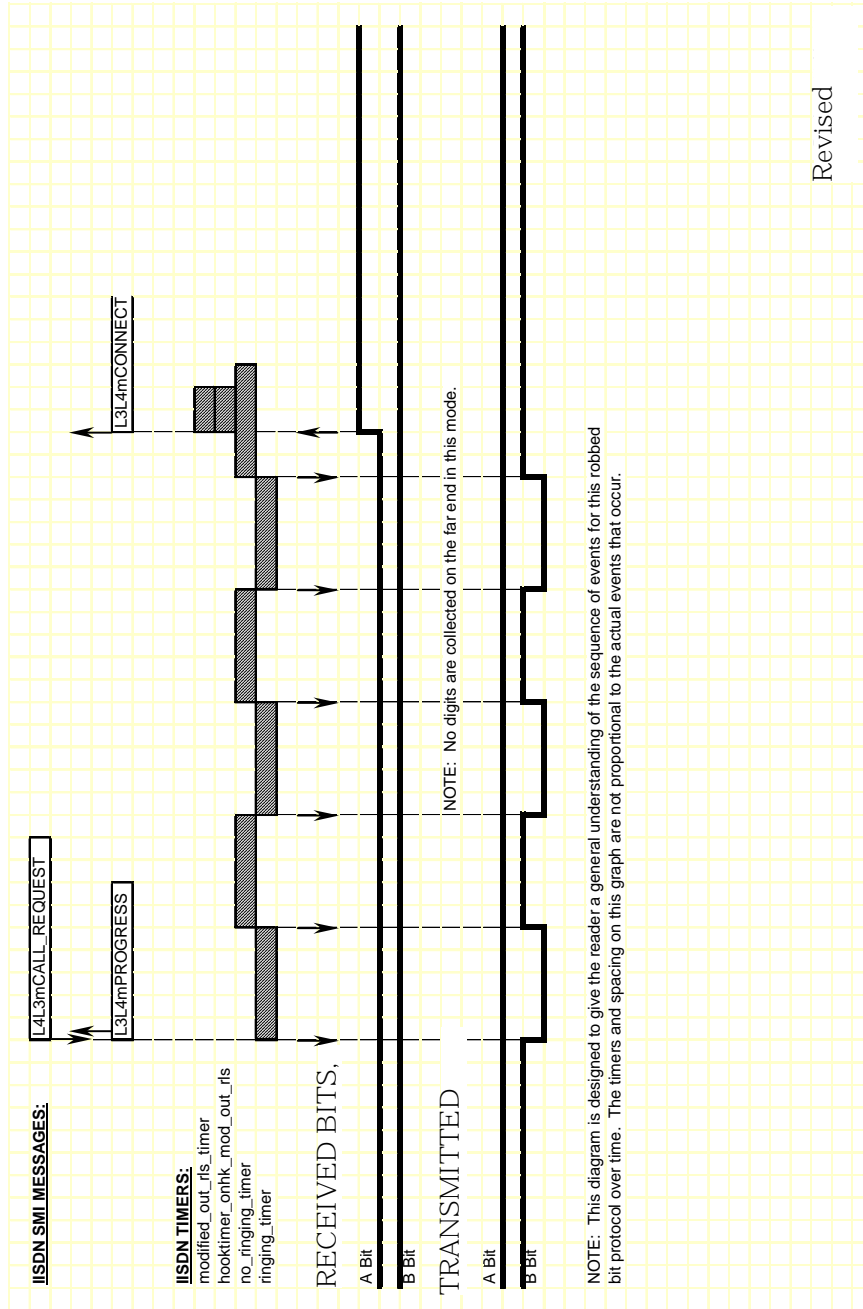 IISDN SMI MESSAGES:
L4L3mCALL_REQUEST
L3L4mPROGRESS
L3L4mCONNECT
IISDN TIMERS:
modified_out_rls_timer
hooktimer_onhk_mod_out_rls
no_ringing_timer
ringing_timer
RECEIVED BITS,
A Bit
B Bit
NOTE: No digits are collected on the far end in this mode.
TRANSMITTED
A Bit
B Bit
NOTE: This diagram is designed to give the reader a general understanding of the sequence of events for this robbed
bit protocol over time. The timers and spacing on this graph are not proportional to the actual events that occur.
Revised